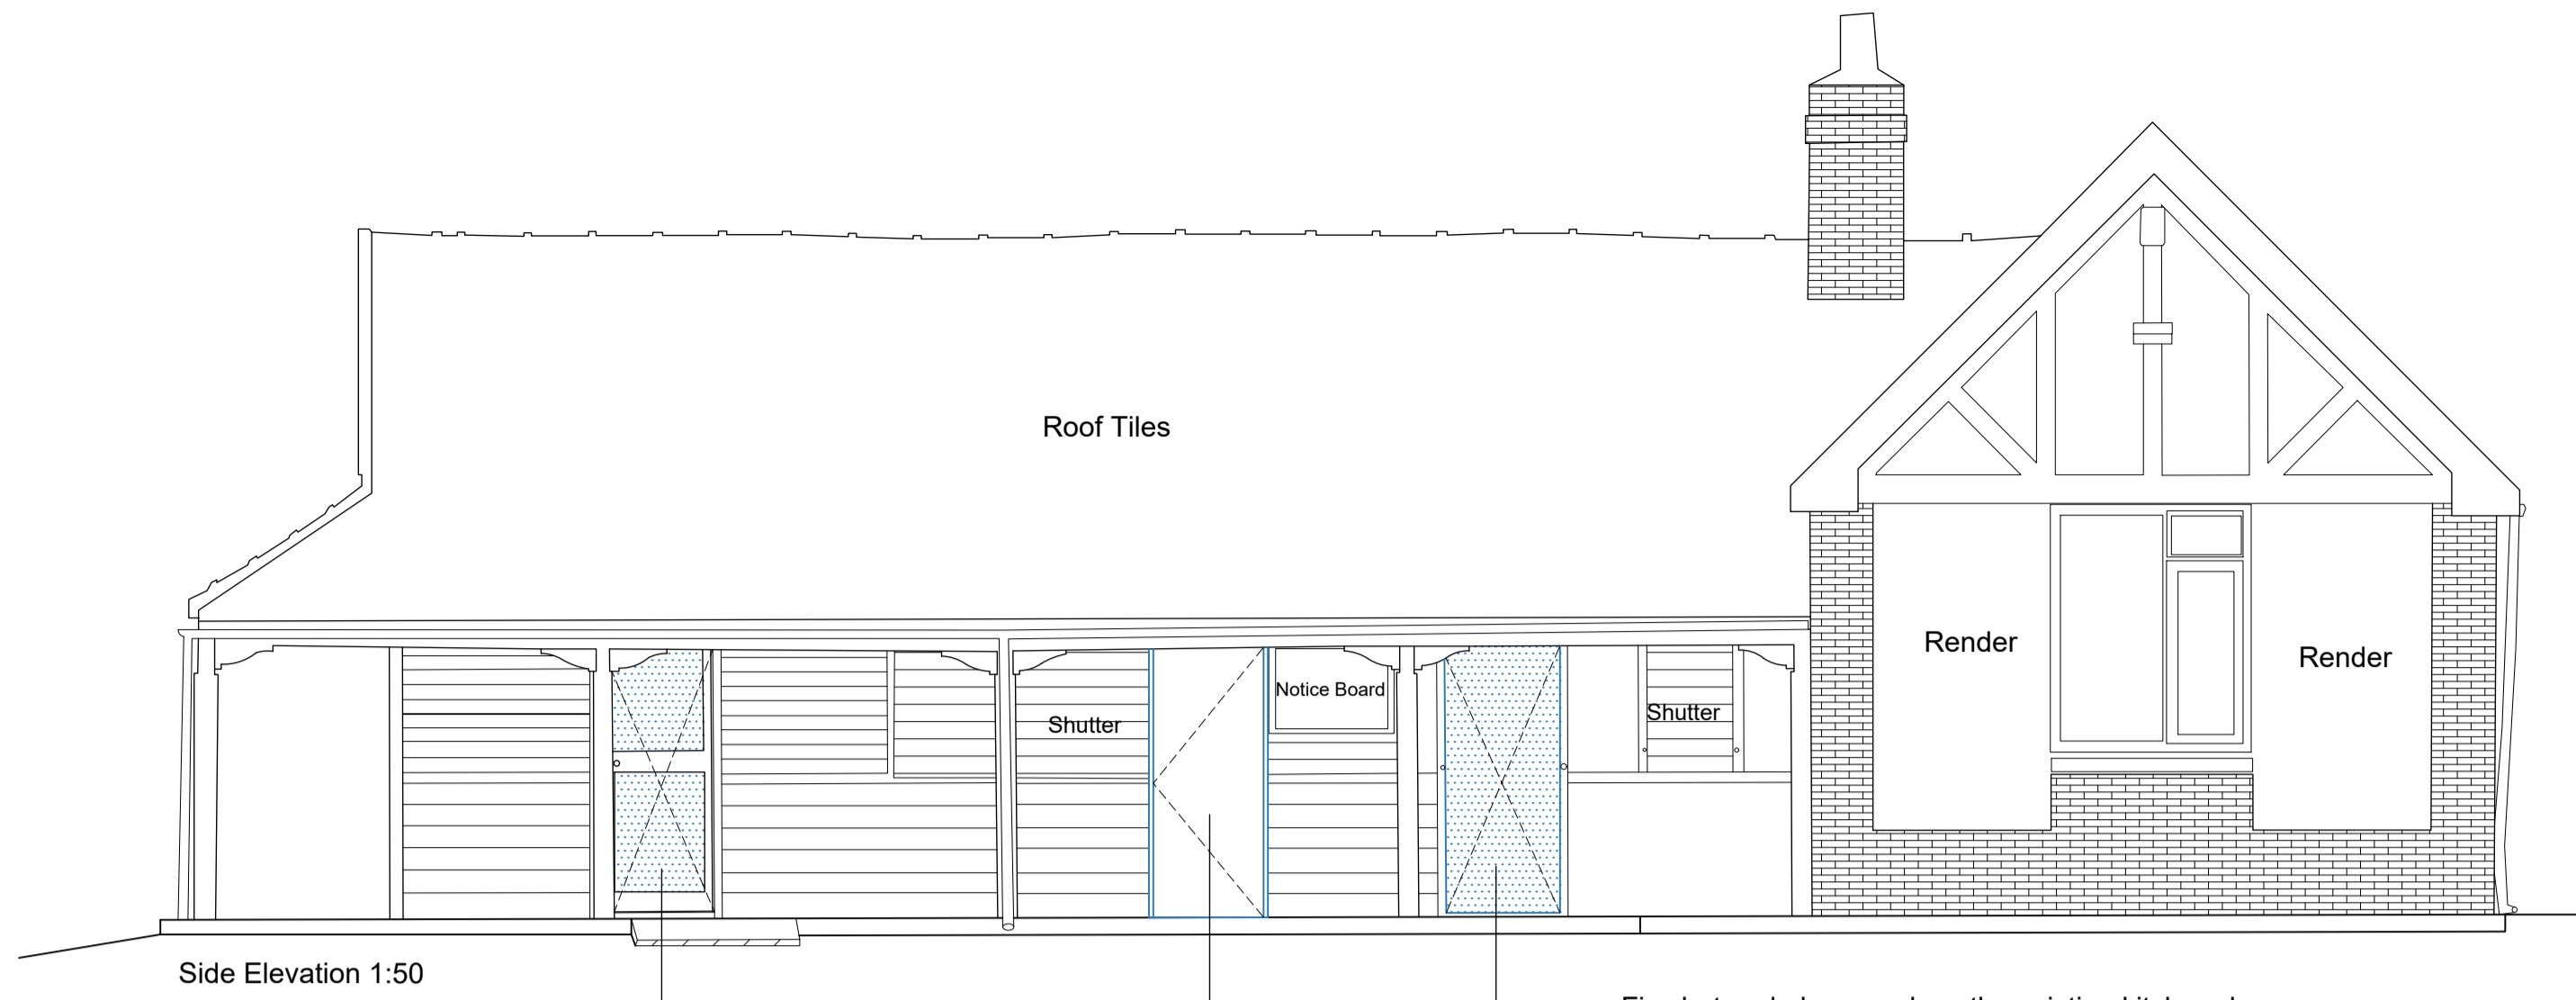 Roof Tiles
Render
Render
Notice Board
Shutter
Shutter
Side Elevation 1:50